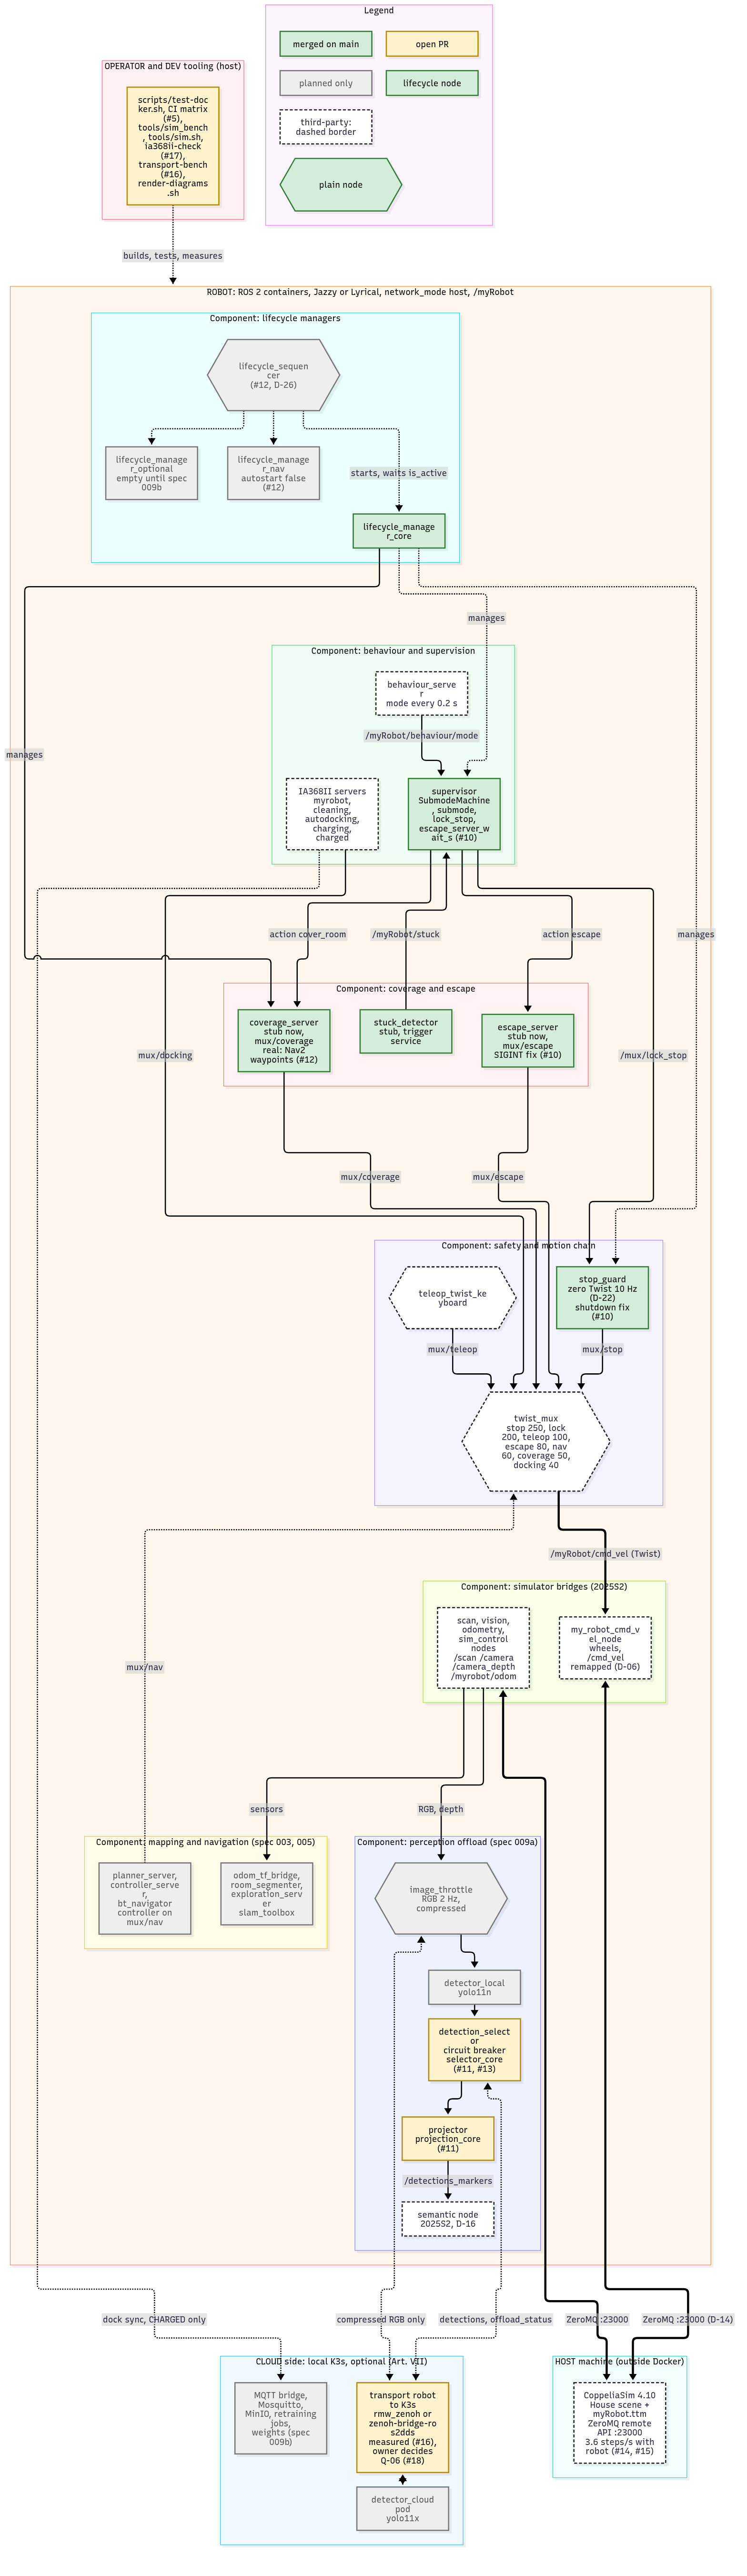 Legend
merged on main
open PR
planned only
lifecycle node
third-party:
dashed border
plain node
OPERATOR and DEV tooling (host)
scripts/test-doc
ker.sh, CI matrix
(#5),
tools/sim_bench
, tools/sim.sh,
ia368ii-check
(#17),
transport-bench
(#16),
render-diagrams
.sh
builds, tests, measures
ROBOT: ROS 2 containers, Jazzy or Lyrical, network_mode host, /myRobot
Component: lifecycle managers
lifecycle_sequen
cer
(#12, D-26)
lifecycle_manage
r_optional
empty until spec
009b
lifecycle_manage
r_nav
autostart false
(#12)
starts, waits is_active
lifecycle_manage
r_core
manages
Component: behaviour and supervision
behaviour_serve
r
mode every 0.2 s
/myRobot/behaviour/mode
manages
IA368II servers
myrobot,
cleaning,
autodocking,
charging,
charged
supervisor
SubmodeMachine
, submode,
lock_stop,
escape_server_w
ait_s (#10)
action cover_room
/myRobot/stuck
action escape
manages
Component: coverage and escape
coverage_server
stub now,
mux/coverage
real: Nav2
waypoints (#12)
stuck_detector
stub, trigger
service
escape_server
stub now,
mux/escape
SIGINT fix (#10)
mux/docking
/mux/lock_stop
mux/coverage
mux/escape
Component: safety and motion chain
teleop_twist_ke
yboard
stop_guard
zero Twist 10 Hz
(D-22)
shutdown fix
(#10)
mux/teleop
mux/stop
twist_mux
stop 250, lock
200, teleop 100,
escape 80, nav
60, coverage 50,
docking 40
/myRobot/cmd_vel (Twist)
Component: simulator bridges (2025S2)
scan, vision,
odometry,
sim_control
nodes
/scan /camera
/camera_depth
/myrobot/odom
my_robot_cmd_v
el_node
wheels,
/cmd_vel
remapped (D-06)
mux/nav
sensors
RGB, depth
Component: mapping and navigation (spec 003, 005)
planner_server,
controller_serve
r,
bt_navigator
controller on
mux/nav
odom_tf_bridge,
room_segmenter,
exploration_serv
er
slam_toolbox
Component: perception offload (spec 009a)
image_throttle
RGB 2 Hz,
compressed
detector_local
yolo11n
detection_select
or
circuit breaker
selector_core
(#11, #13)
projector
projection_core
(#11)
/detections_markers
semantic node
2025S2, D-16
dock sync, CHARGED only
compressed RGB only
detections, offload_status
ZeroMQ :23000
ZeroMQ :23000 (D-14)
CLOUD side: local K3s, optional (Art. VII)
MQTT bridge,
Mosquitto,
MinIO, retraining
jobs,
weights (spec
009b)
transport robot
to K3s
rmw_zenoh or
zenoh-bridge-ro
s2dds
measured (#16),
owner decides
Q-06 (#18)
detector_cloud
pod
yolo11x
HOST machine (outside Docker)
CoppeliaSim 4.10
House scene +
myRobot.ttm
ZeroMQ remote
API :23000
3.6 steps/s with
robot (#14, #15)